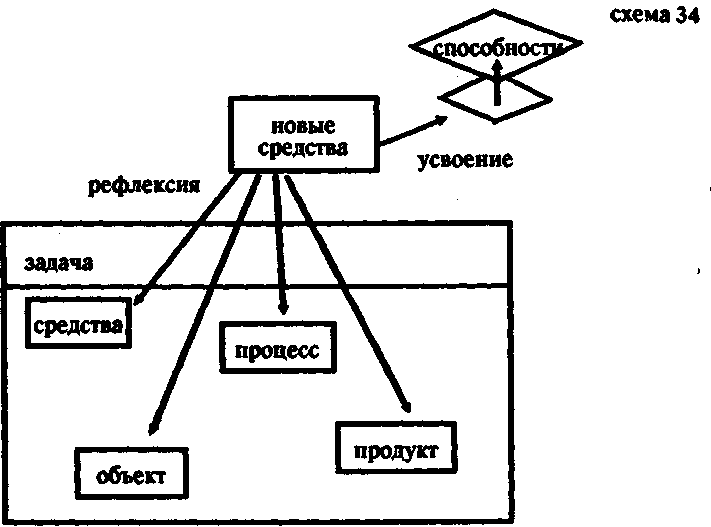 схема 34
способности
новые
средства
усвоение
рефлексия
задача
средства
процесс
объект
продукт